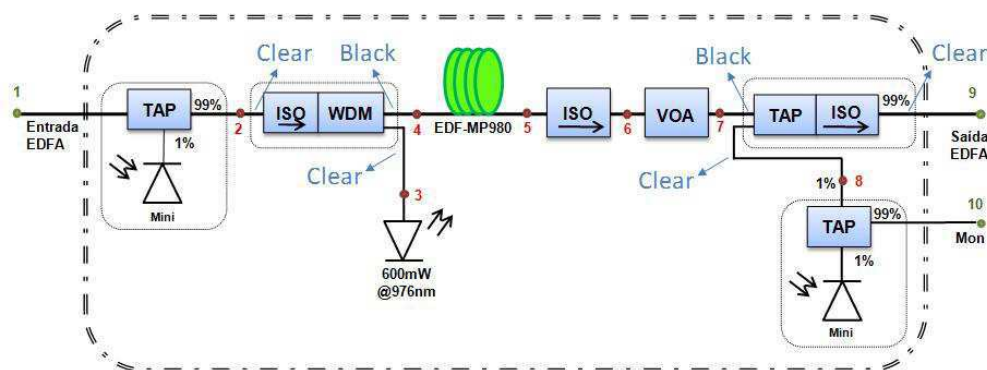 Clear
Black
Black
Clear
1
TAP
99%
ISO
WDM
EDF-MP980
ISO
VOA
TAP
ISO
99%
9
Entrada
EDFA
2
4
5
6
7
Saída
EDFA
1%
Clear
Clear
Mini
3
1%
8
10
TAP
99%
Mon
600mW
@976nm
1%
Mini